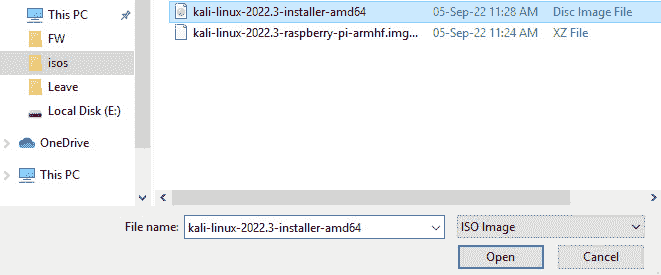 This PC
FW
isos
Leave
Local Disk (E:)
OneDrive
This PC
kali-linux-2022.3-installer-amd64 05-Sep-22 11:28 AM Disc Image File
kali-linux-2022.3-raspberry-pi-armhf.img... 05-Sep-22 11:24 AM XZ File
File name: kali-linux-2022.3-installer-amd64 ISO Image
Open Cancel